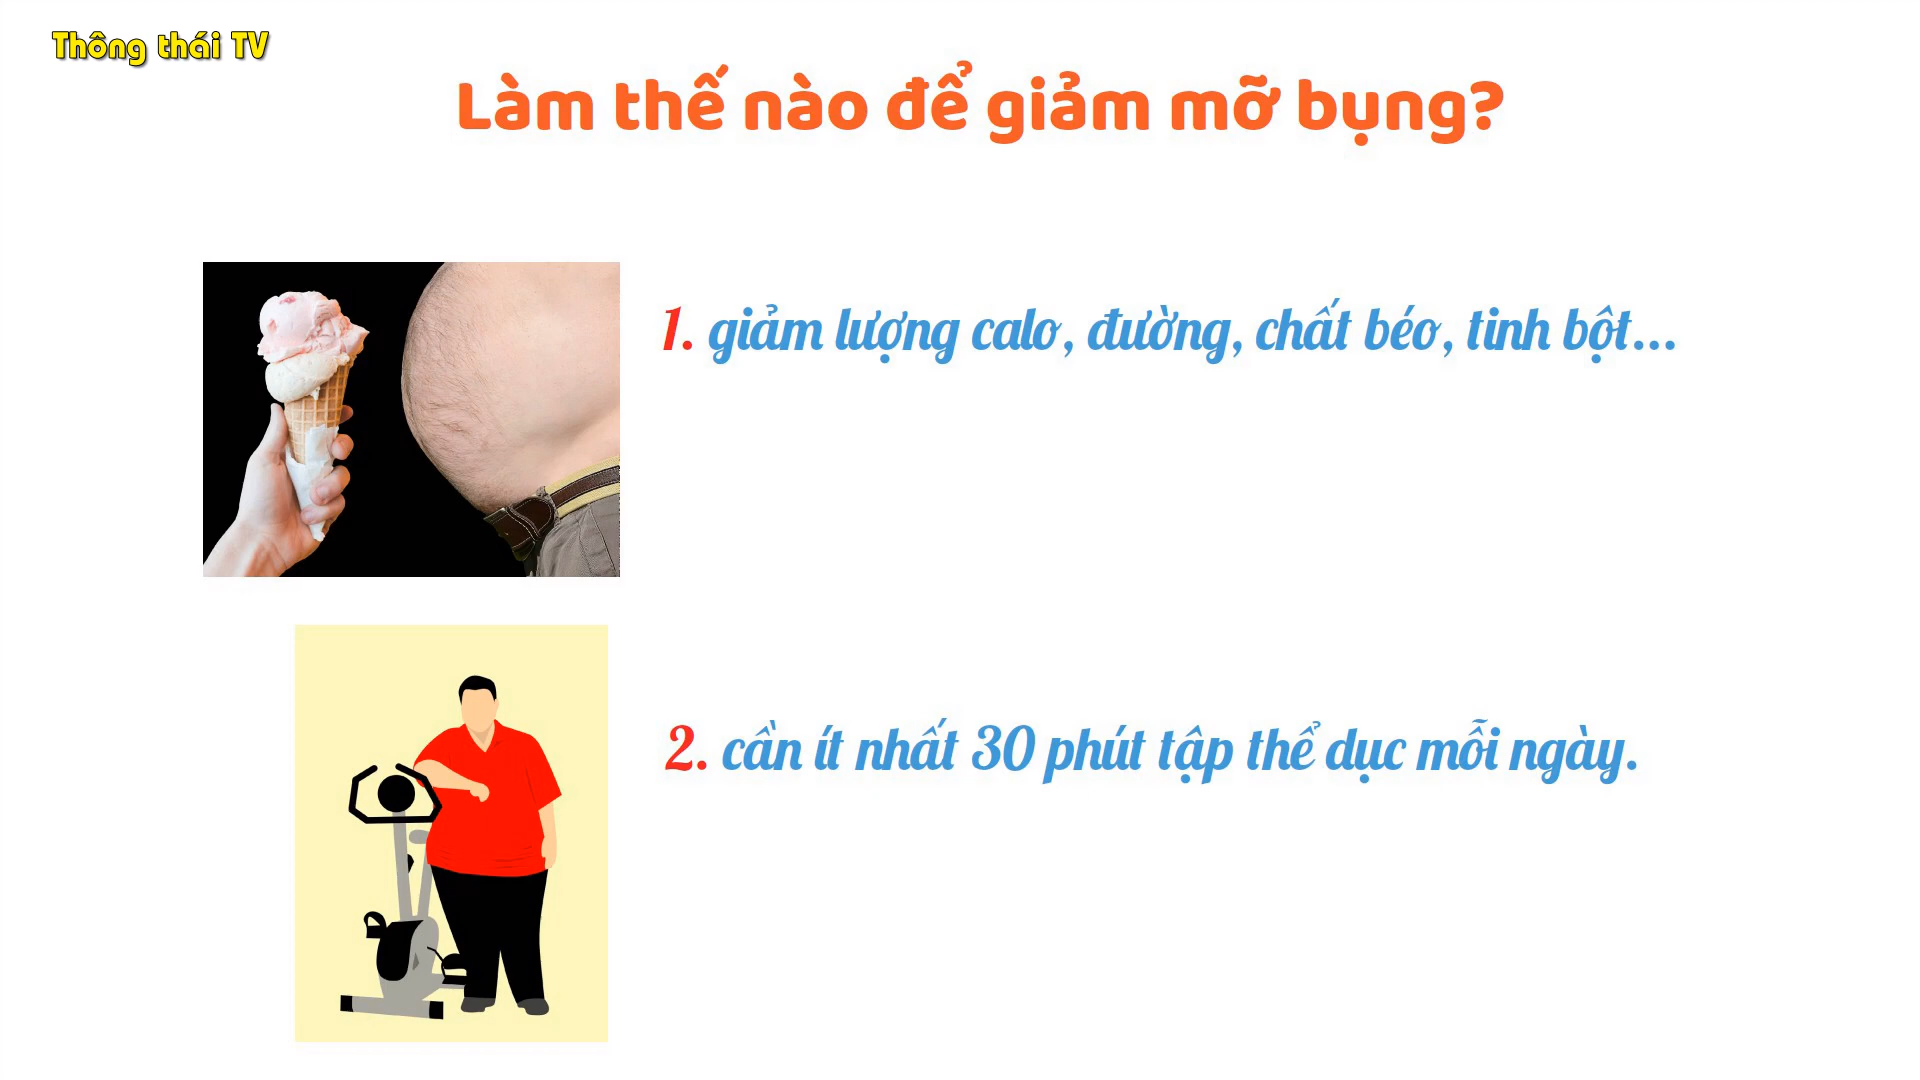 Thông thái TV
Làm thế nào để giảm mỡ bụng?
1. giảm lượng calo, đường, chất béo, tinh bột...
2. cần ít nhất 30 phút tập thể dục mỗi ngày.